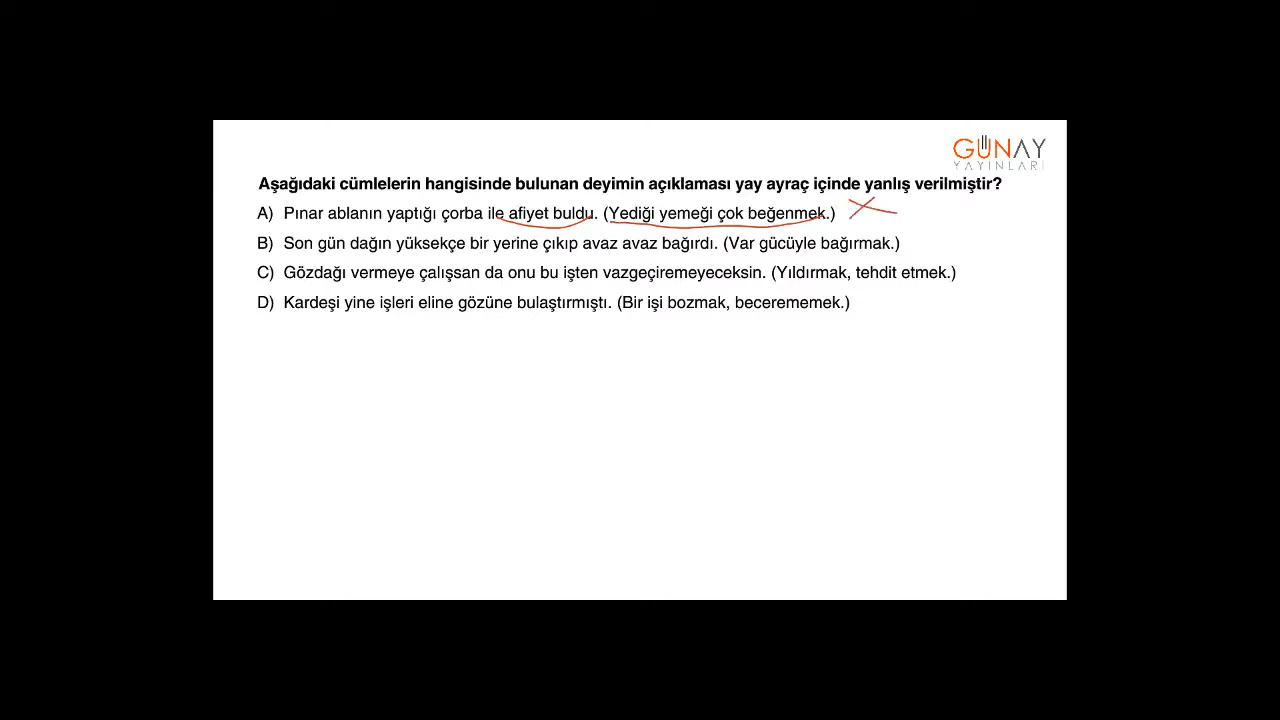 GÜNAY
YAYINLARI
Aşağıdaki cümlelerin hangisinde bulunan deyimin açıklaması yay ayraç içinde yanlış verilmiştir?
A) Pınar ablanın yaptığı çorba ile afiyet buldu. (Yediği yemeği çok beğenmek.)
B) Son gün dağın yüksekçe bir yerine çıkıp avaz avaz bağırdı. (Var gücüyle bağırmak.)
C) Gözdağı vermeye çalışsan da onu bu işten vazgeçiremeyeceksin. (Yıldırmak, tehdit etmek.)
D) Kardeşi yine işleri eline gözüne bulaştırmıştı. (Bir işi bozmak, becerememek.)